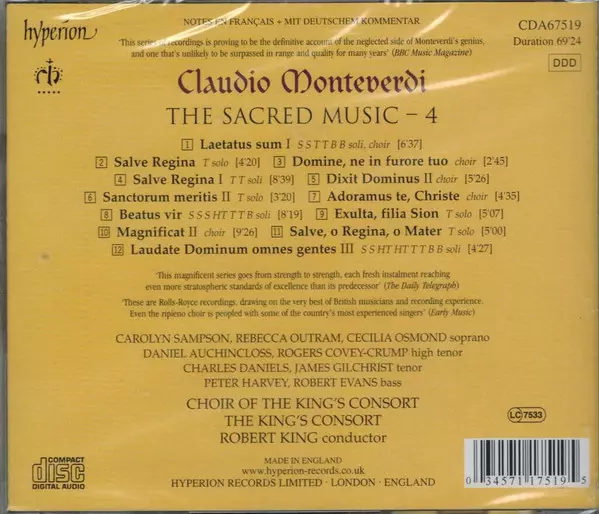 NOTES EN FRANÇAIS + MIT DEUTSCHEM KOMMENTAR
CDA67519
hyperion
'This series of recordings is proving to be the definitive account of the neglected side of Monteverdi's genius,
Duration 69'24
and one that's unlikely to be surpassed in range and quality for many years' (BBC Music Magazine)
DDD
Claudio Monteverdi
THE SACRED MUSIC – 4
1 Laetatus sum I S S T T B B soli, choir [6'37]
2 Salve Regina T solo [4'20] 3 Domine, ne in furore tuo choir [2'45]
4 Salve Regina I T T soli [8'39] 5 Dixit Dominus II choir [5'26]
6 Sanctorum meritis II T solo [3'20] 7 Adoramus te, Christe choir [4'35]
8 Beatus vir S S S HT T B soli [8'19] 9 Exulta, filia Sion T solo [5'07]
10 Magnificat II choir [9'26] 11 Salve, o Regina, o Mater T solo [5'00]
12 Laudate Dominum omnes gentes III S S HT HT T T B B soli [4'27]
'This magnificent series goes from strength to strength, each fresh instalment reaching
even more stratospheric standards of excellence than its predecessor' (The Daily Telegraph)
'These are Rolls-Royce recordings, drawing on the very best of British musicians and recording experience.
Even the ripieno choir is peopled with some of the country's most experienced singers' (Early Music)
CAROLYN SAMPSON, REBECCA OUTRAM, CECILIA OSMOND soprano
DANIEL AUCHINCLOSS, ROGERS COVEY-CRUMP high tenor
CHARLES DANIELS, JAMES GILCHRIST tenor
PETER HARVEY, ROBERT EVANS bass
CHOIR OF THE KING'S CONSORT
THE KING'S CONSORT
ROBERT KING conductor
LC 7533
COMPACT
disc
DIGITAL AUDIO
MADE IN ENGLAND
www.hyperion-records.co.uk
HYPERION RECORDS LIMITED · LONDON · ENGLAND
0 34571 17519 5